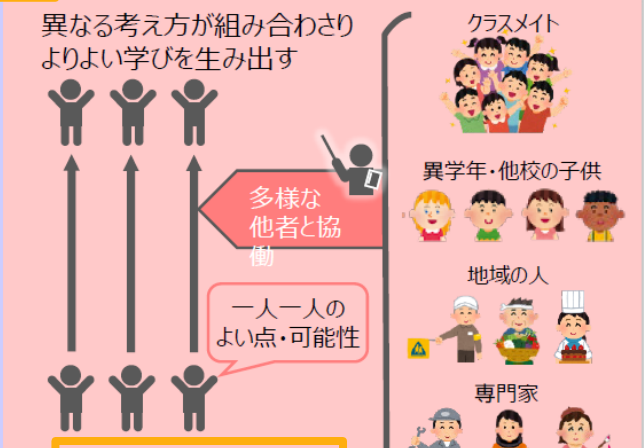 異なる考え方が組み合わさり
よりよい学びを生み出す
クラスメイト
異学年・他校の子供
多様な
他者と協
働
地域の人
一人一人の
よい点・可能性
専門家